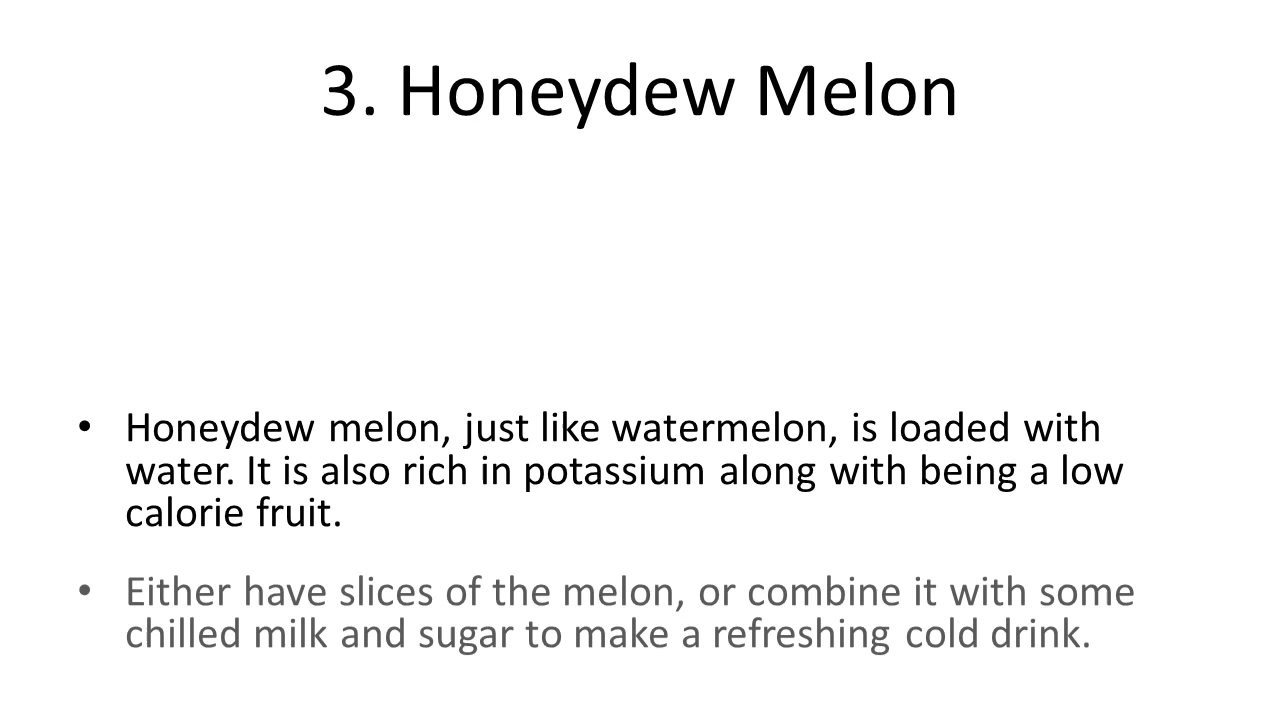 3. Honeydew Melon
• Honeydew melon, just like watermelon, is loaded with
water. It is also rich in potassium along with being a low
calorie fruit.
• Either have slices of the melon, or combine it with some
chilled milk and sugar to make a refreshing cold drink.